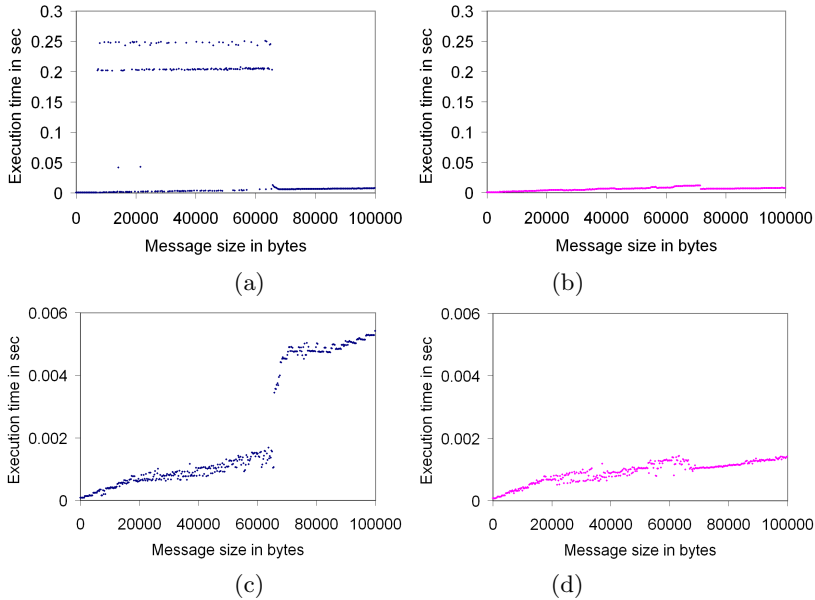 0.3
0.25
0.2
0.15
0.1
0.05
0
Execution time in sec
0 20000 40000 60000 80000 100000
Message size in bytes
(a)
0.3
0.25
0.2
0.15
0.1
0.05
0
Execution time in sec
0 20000 40000 60000 80000 100000
Message size in bytes
(b)
0.006
0.004
0.002
0
Execution time in sec
0 20000 40000 60000 80000 100000
Message size in bytes
(c)
0.006
0.004
0.002
0
Execution time in sec
0 20000 40000 60000 80000 100000
Message size in bytes
(d)